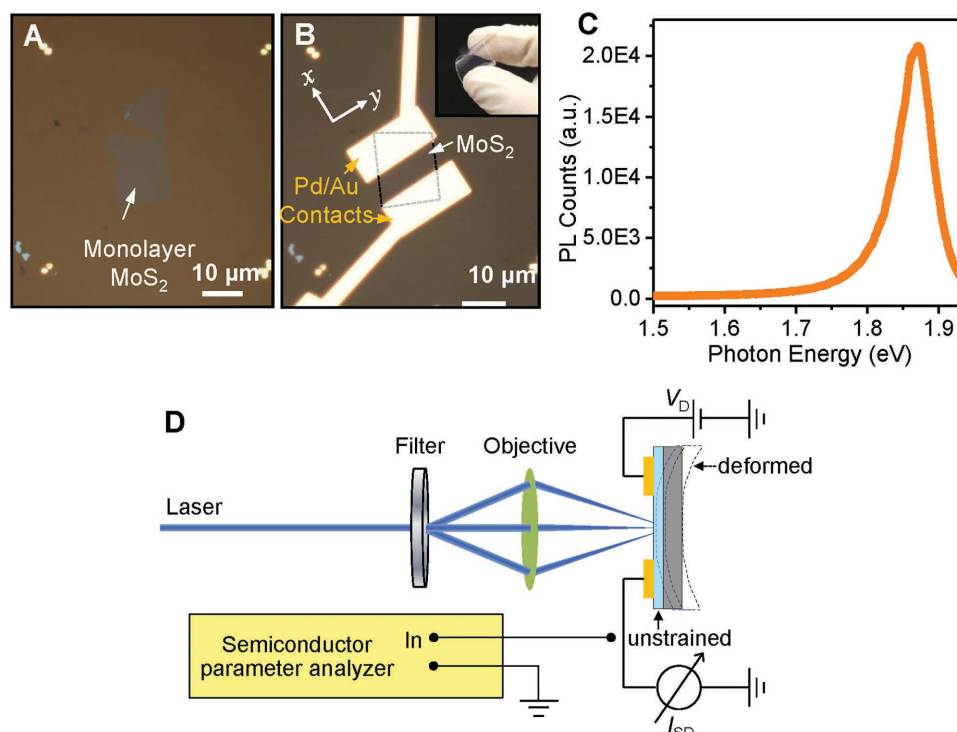 A
Monolayer
MoS₂
10 μm
B
x
y
MoS₂
Pd/Au
Contacts
10 μm
C
PL Counts (a.u.)
2.0E4
1.5E4
1.0E4
5.0E3
0.0
1.5
1.6
1.7
1.8
1.9
Photon Energy (eV)
D
Filter
Objective
Laser
V_D
deformed
unstrained
Semiconductor
parameter analyzer
In
I_SD